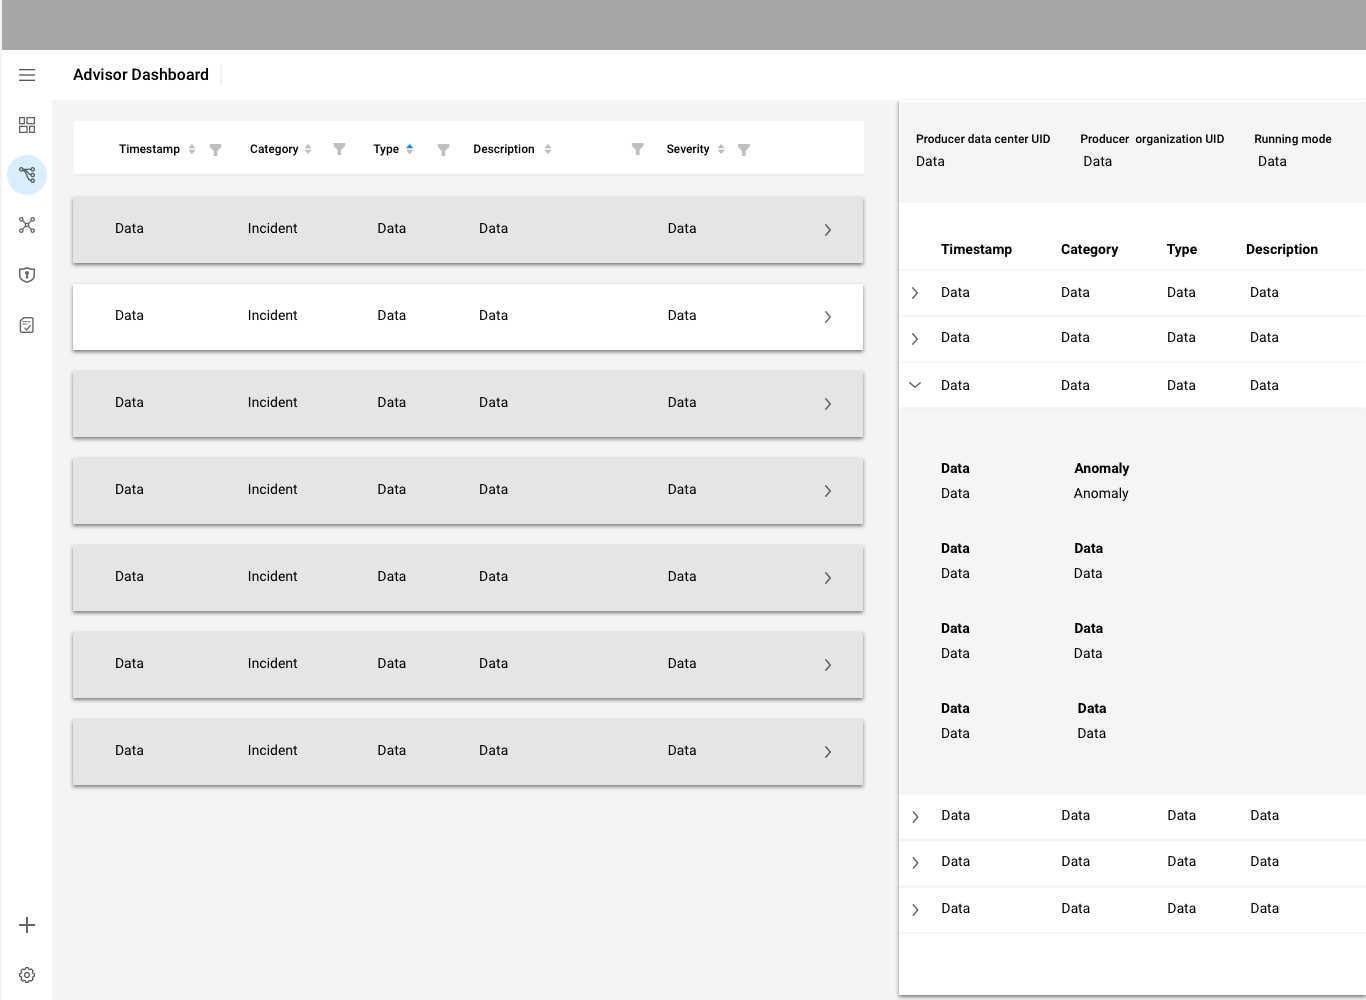 Advisor Dashboard
Timestamp Category Type Description Severity
Data Incident Data Data Data
Data Incident Data Data Data
Data Incident Data Data Data
Data Incident Data Data Data
Data Incident Data Data Data
Data Incident Data Data Data
Data Incident Data Data Data
Producer data center UID Producer organization UID Running mode
Data Data Data
Timestamp Category Type Description
Data Data Data Data
Data Data Data Data
Data Data Data Data
Data Anomaly
Data Anomaly
Data Data
Data Data
Data Data
Data Data
Data Data
Data Data
Data Data Data Data
Data Data Data Data
Data Data Data Data